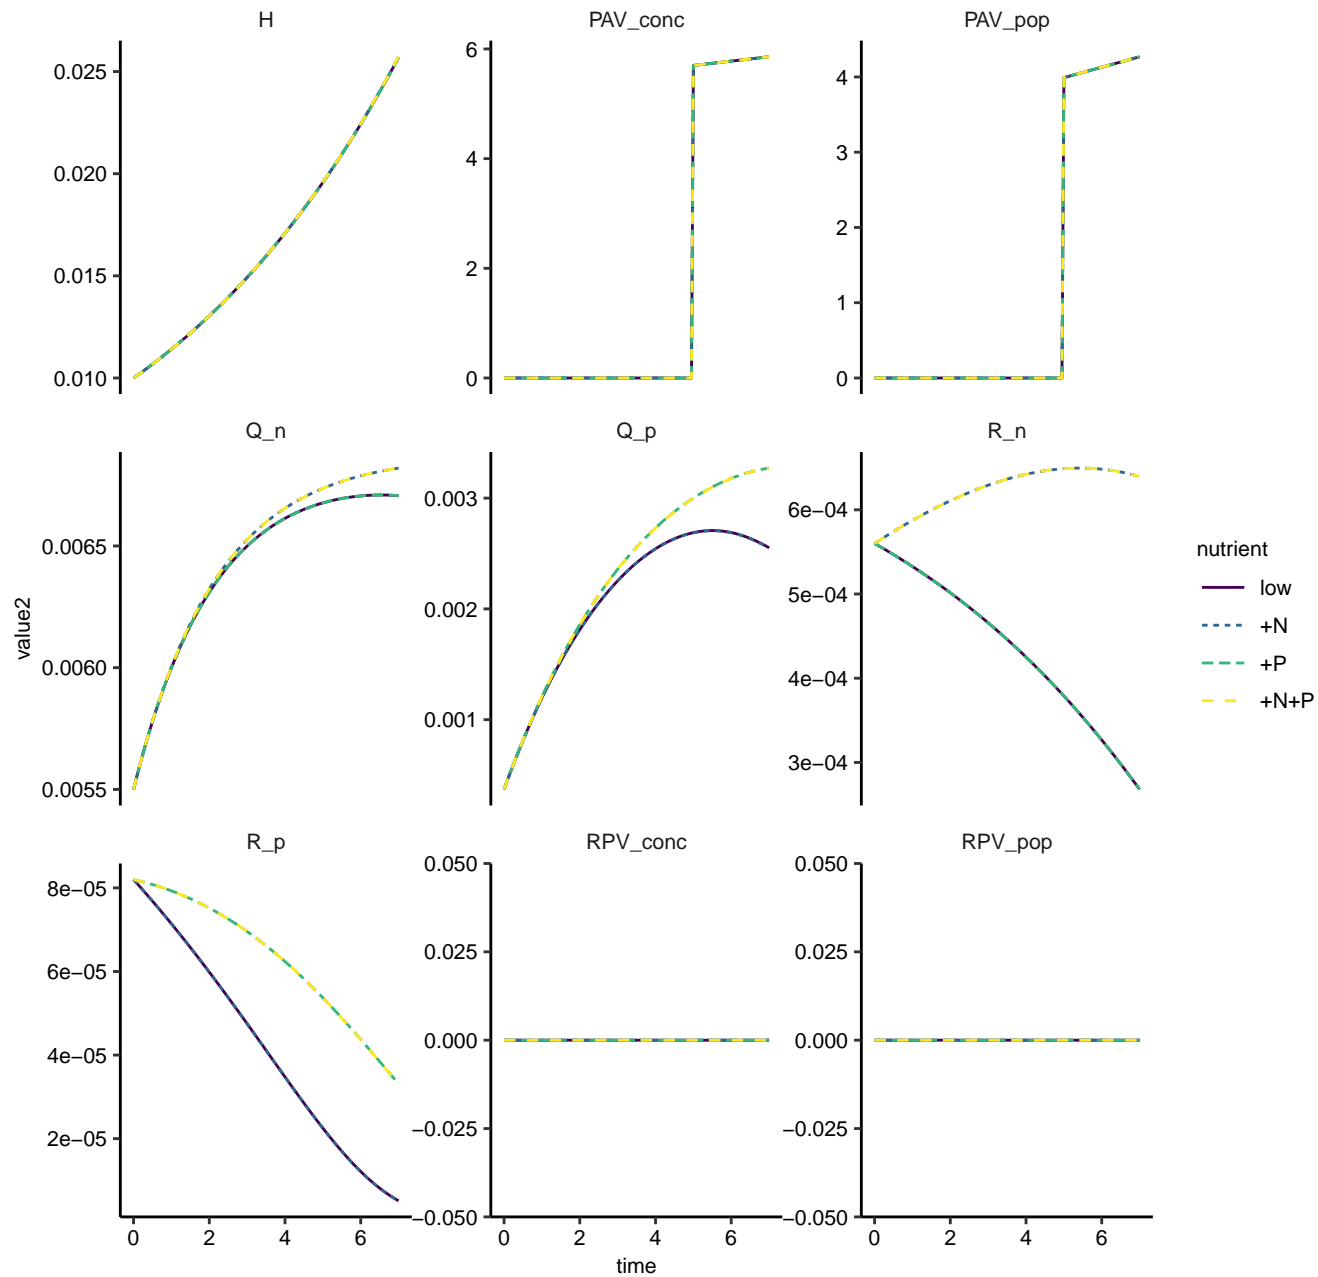 H
PAV_conc
PAV_pop
0.025
0.020
0.015
0.010
6
4
2
0
4
3
2
1
0
Q_n
Q_p
R_n
0.0065
0.0060
0.0055
0.003
0.002
0.001
6e−04
5e−04
4e−04
3e−04
value2
nutrient
low
+N
+P
+N+P
R_p
RPV_conc
RPV_pop
8e−05
6e−05
4e−05
2e−05
0.050
0.025
0.000
−0.025
−0.050
0.050
0.025
0.000
−0.025
−0.050
0 2 4 6
0 2 4 6
0 2 4 6
time